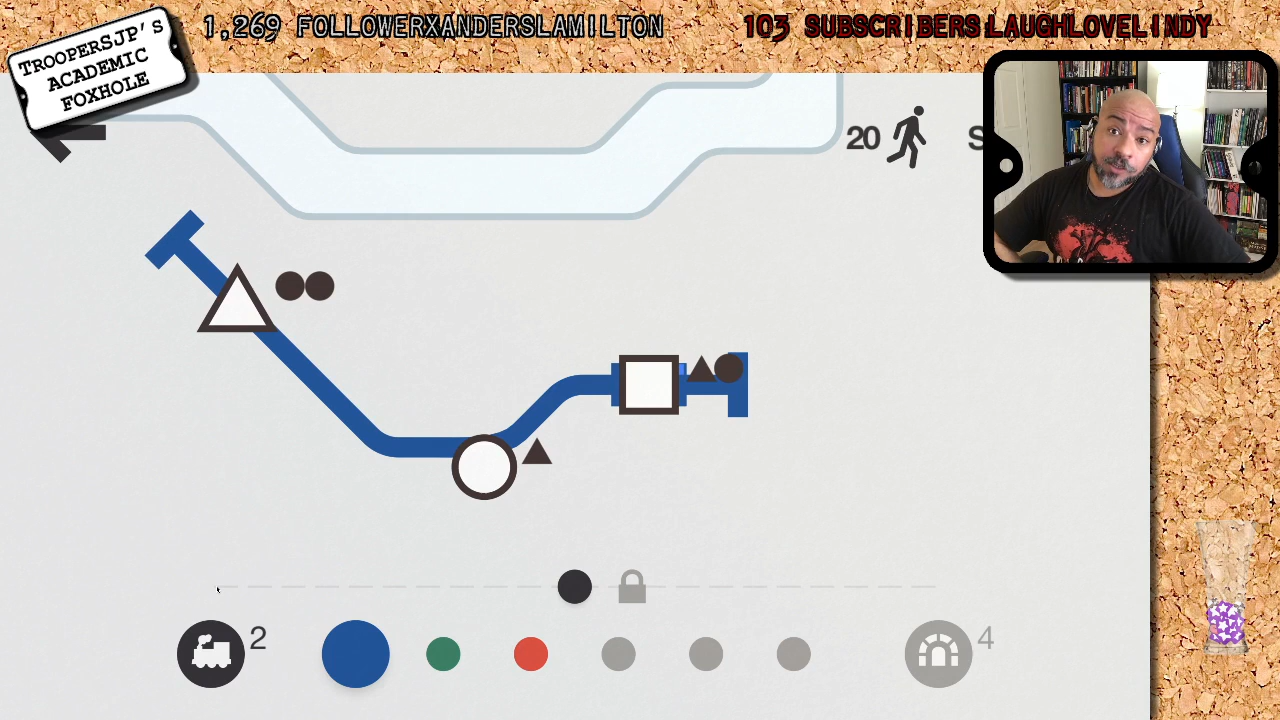 TROOPERSJP'S
ACADEMIC
FOXHOLE
1,269 FOLLOWERXANDERSLAMILTON
103 SUBSCRIBERS:LAUGHLOVELINDY
20
S
2
4